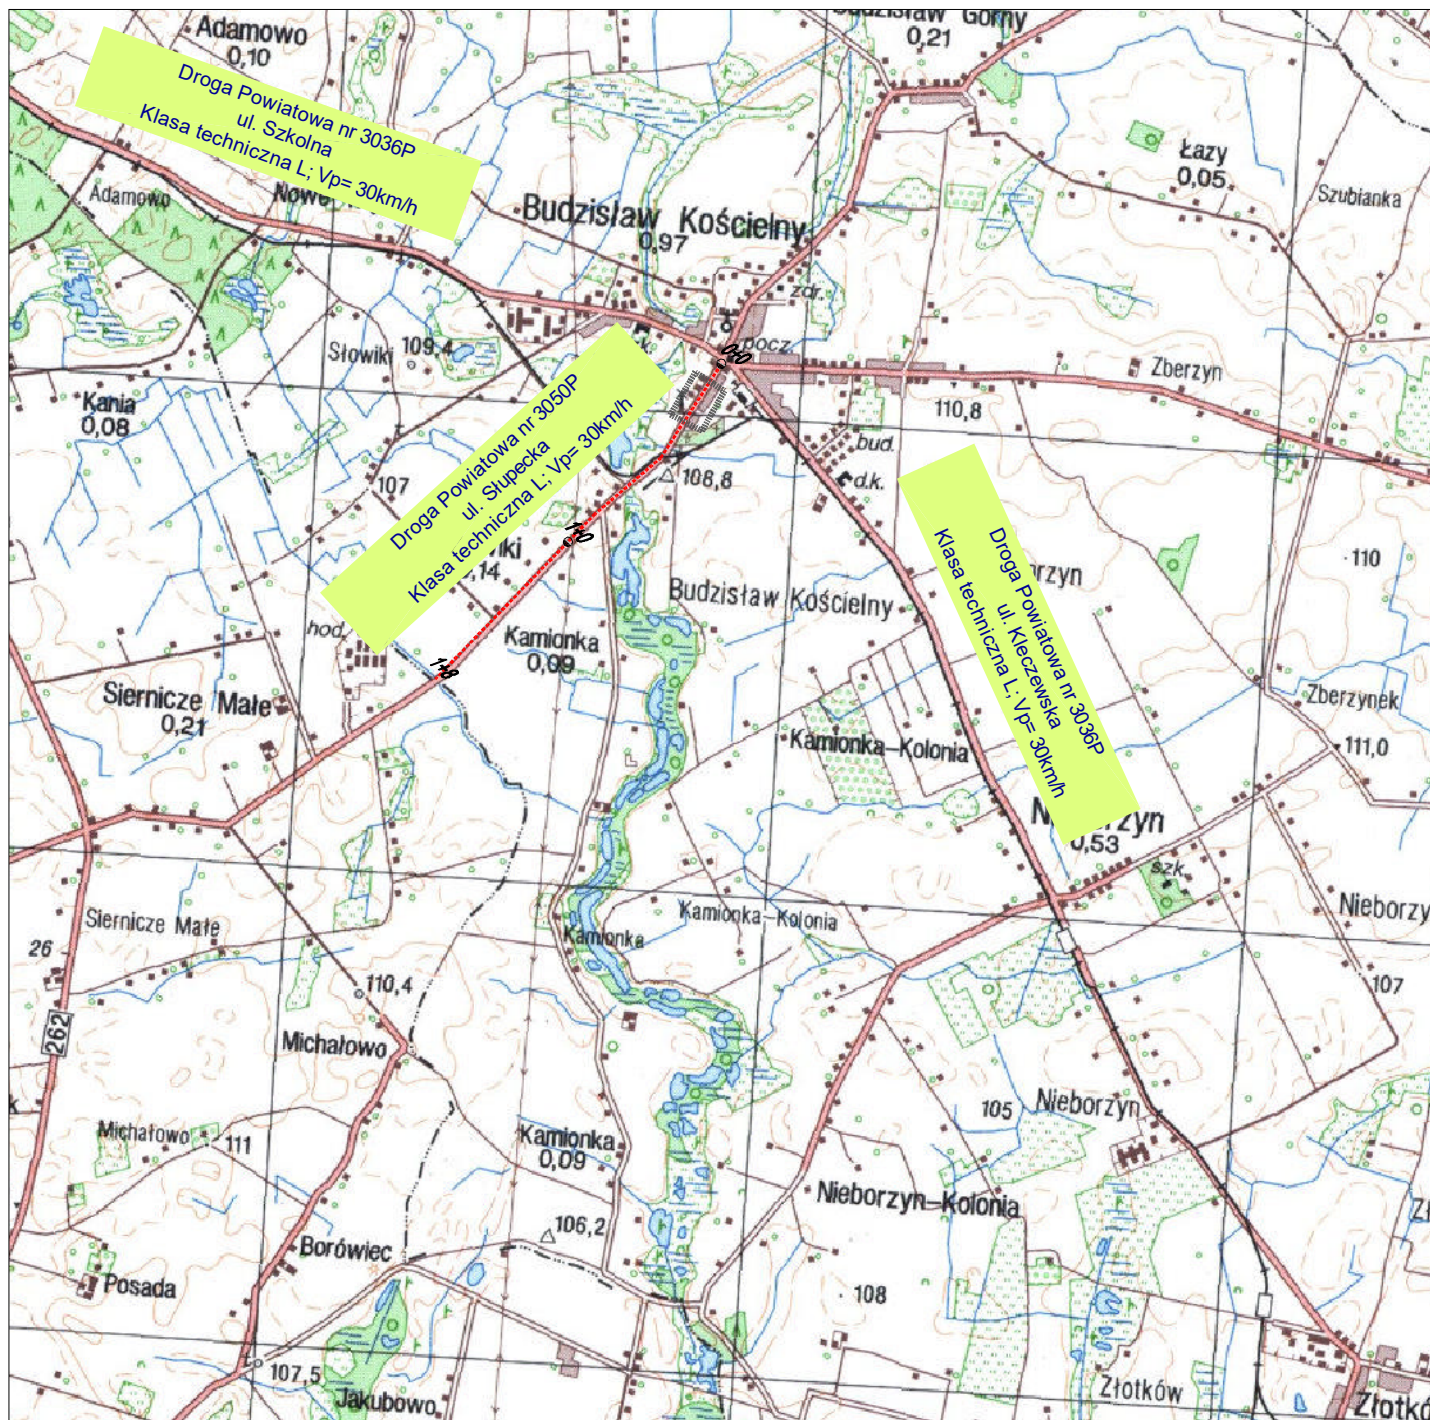 Adamowo
0,10
Budzisław Górny
0,21
Droga Powiatowa nr 3036P
ul. Szkolna
Klasa techniczna L; Vp= 30km/h
Adamowo
Nowe
Łazy
0,05
Szubianka
Budzisław Kościelny
0,97
zdr.
0+0
pocz.
Słowiki
109,4
Zberzyn
Kania
0,08
110,8
Droga Powiatowa nr 3050P
ul. Słupecka
Klasa techniczna L; Vp= 30km/h
bud.
d.k.
108,8
107
1+0
110
Budzisław Kościelny
Droga Powiatowa nr 3036P
ul. Kleczewska
Klasa techniczna L; Vp= 30km/h
hod.
Kamionka
0,09
1+8
Siernicze Małe
0,21
Zberzynek
111,0
Kamionka-Kolonia
0,53
szk.
Siernicze Małe
Kamionka-Kolonia
Nieborzy
26
Kamionka
110,4
107
262
Michałowo
105
Nieborzyn
Michałowo
111
Kamionka
0,09
Nieborzyn-Kolonia
106,2
Borówiec
Posada
108
107,5
Jakubowo
Złotków
Złotkó